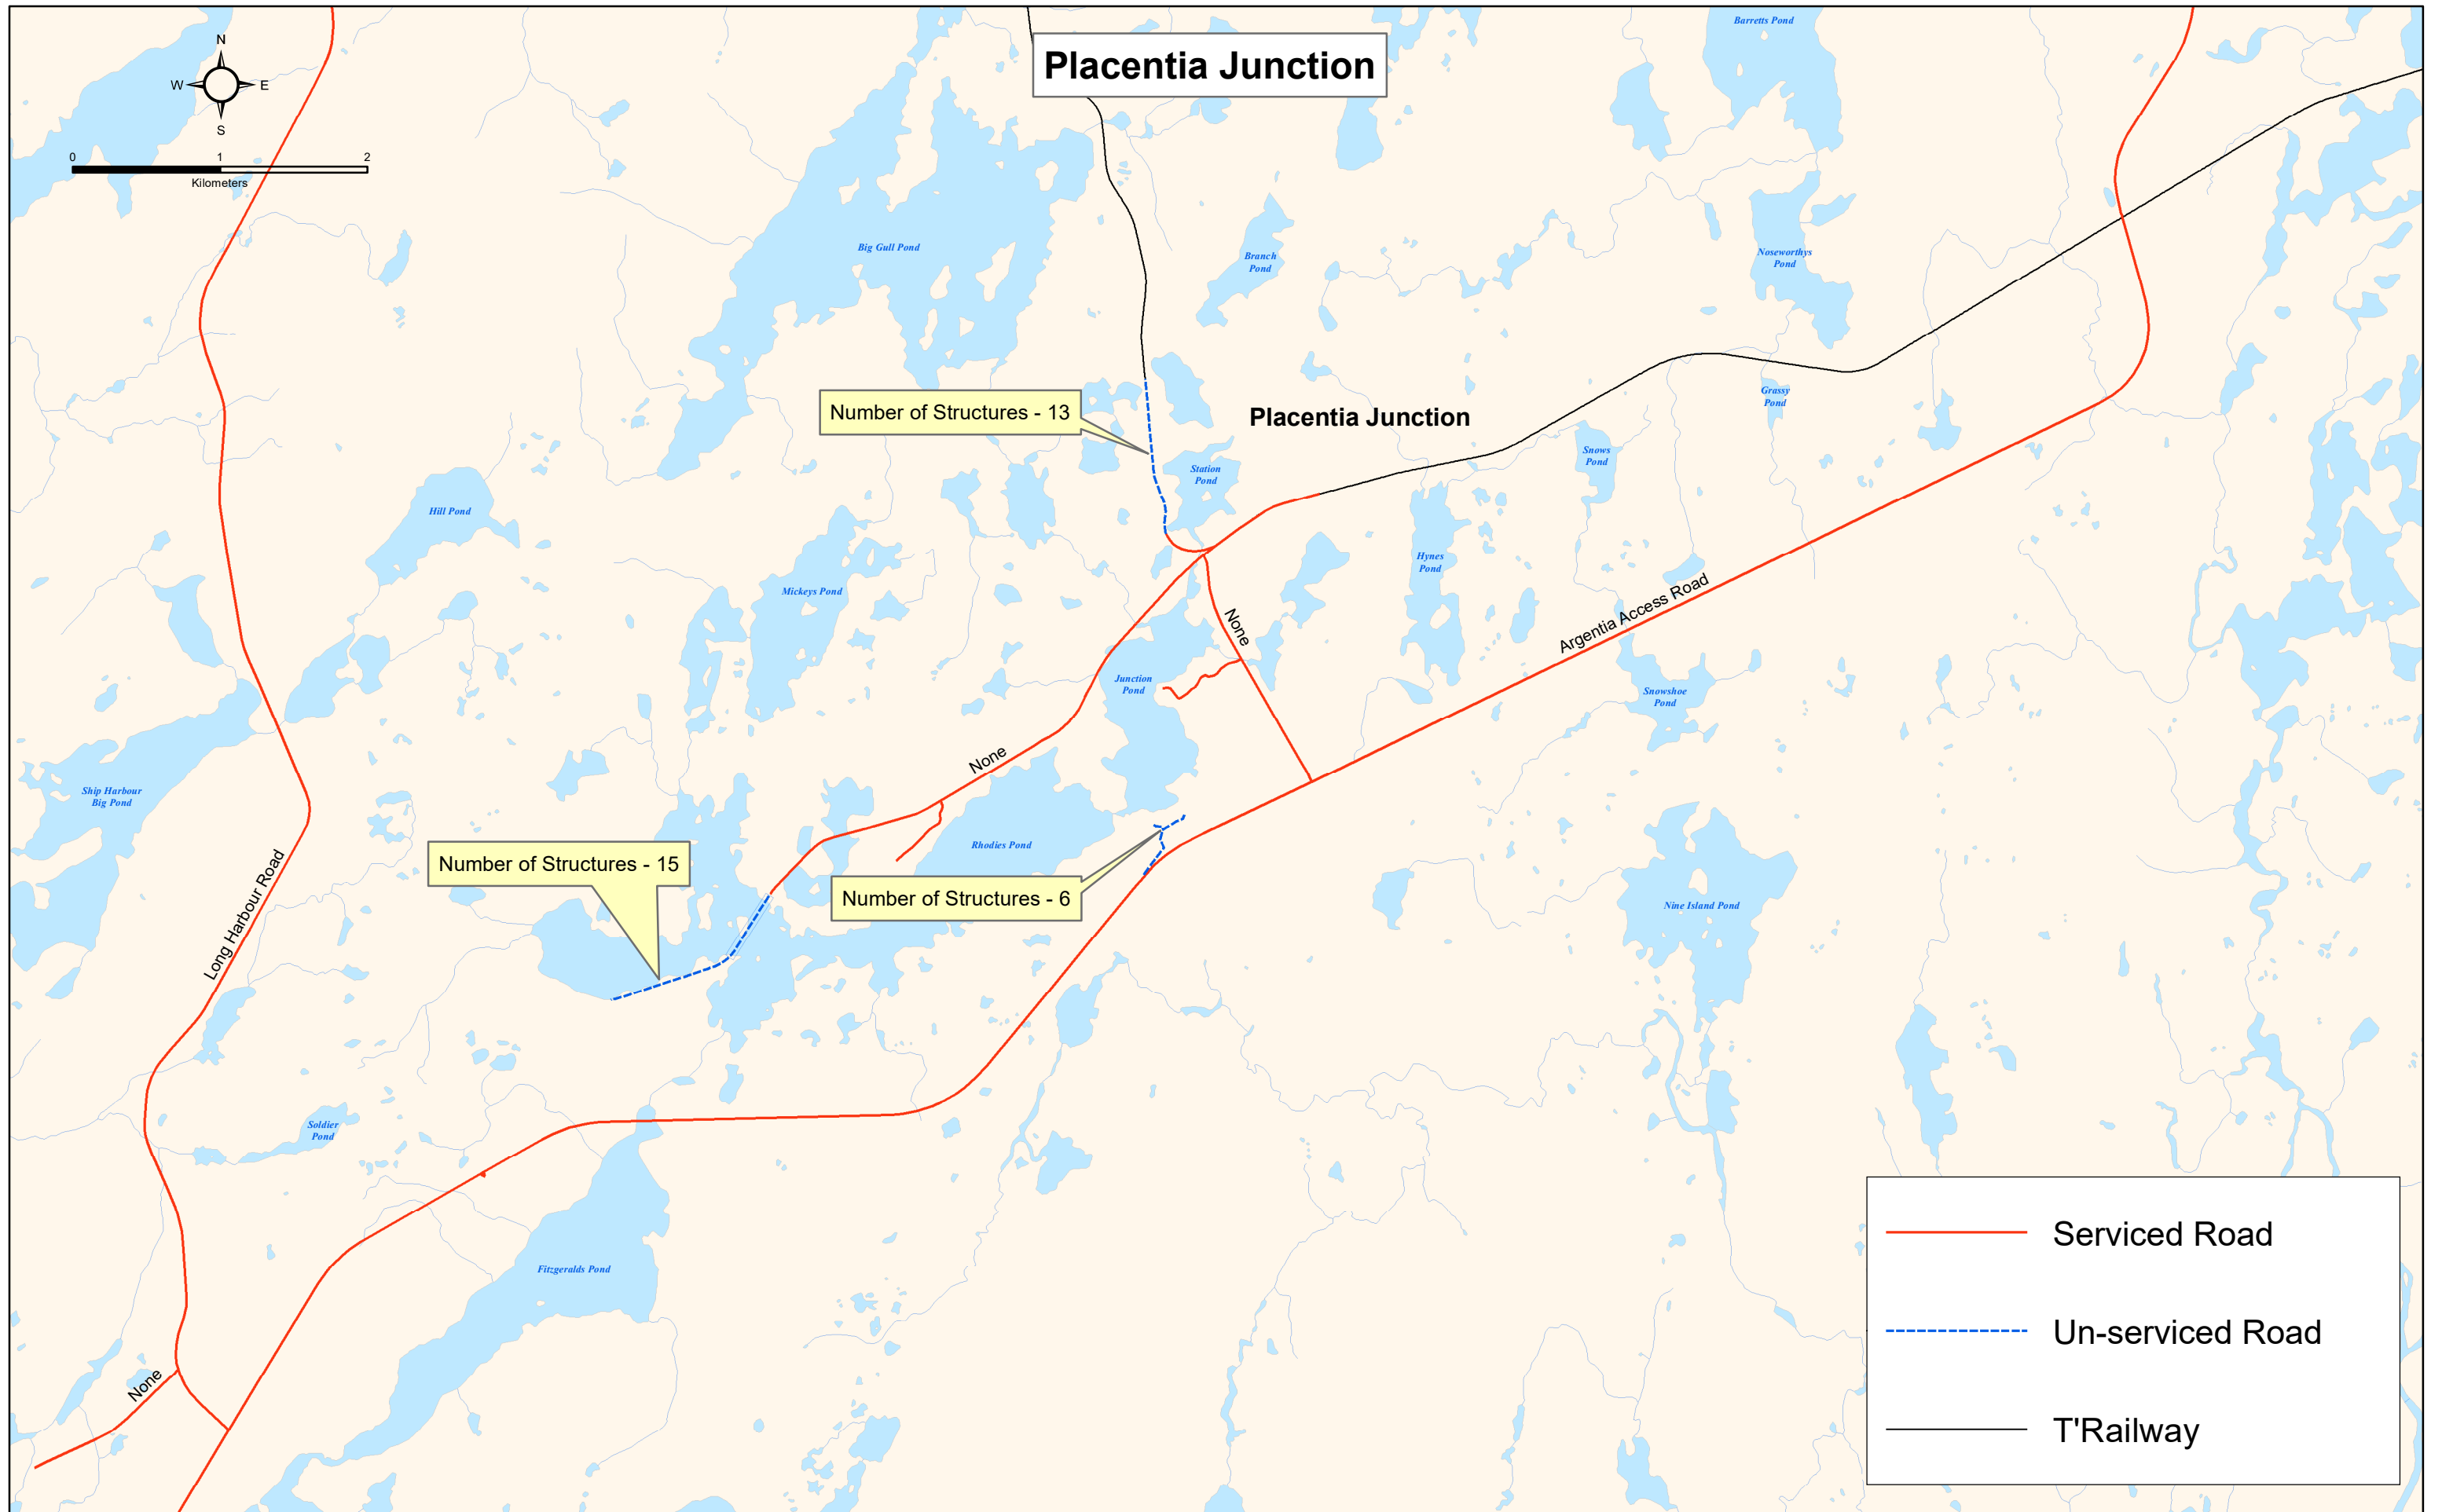 Placentia Junction
N
W
E
S
0
1
2
Kilometers
Barretts Pond
Big Gull Pond
Branch
Pond
Noseworthys
Pond
Number of Structures - 13
Placentia Junction
Grassy
Pond
Station
Pond
Snows
Pond
Hill Pond
Mickeys Pond
Hynes
Pond
None
Argentia Access Road
Junction
Pond
Snowshoe
Pond
None
Ship Harbour
Big Pond
Rhodies Pond
Number of Structures - 15
Number of Structures - 6
Nine Island Pond
Long Harbour Road
Soldier
Pond
Fitzgeralds Pond
None
Serviced Road
Un-serviced Road
T'Railway